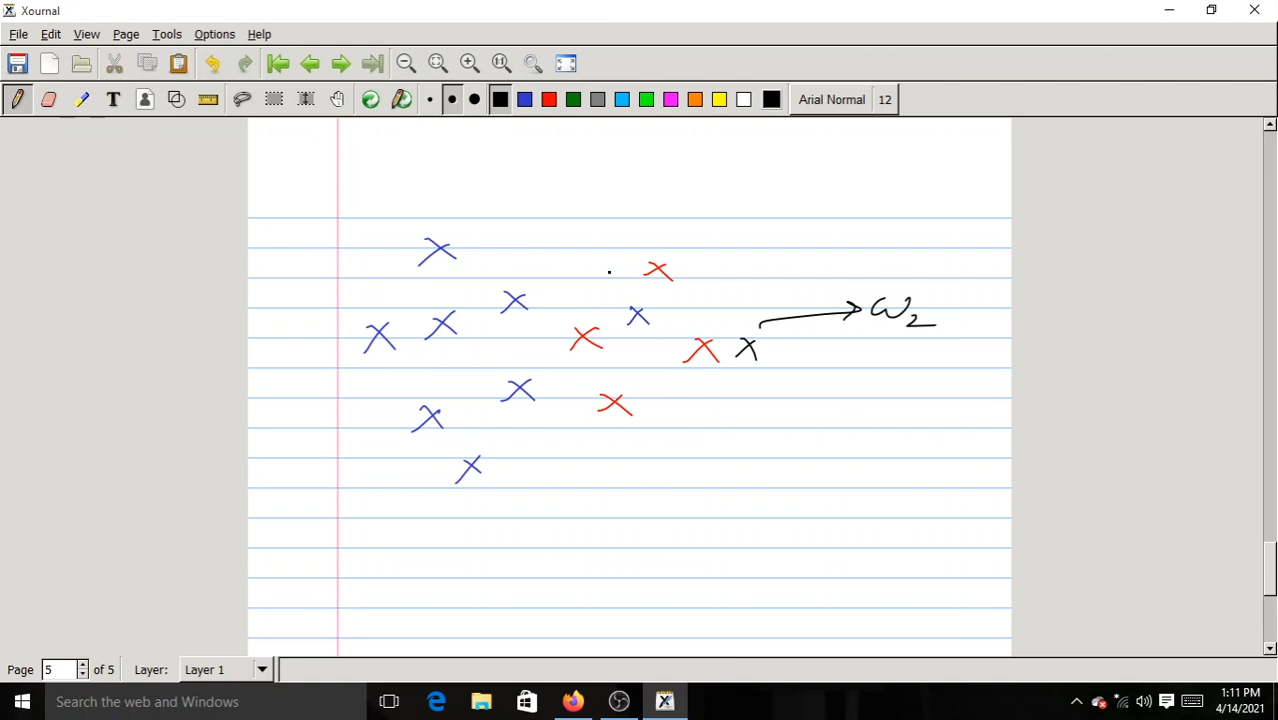 Xournal
File Edit View Page Tools Options Help
Arial Normal 12
X
X
X
X
X
X
X
X
X
X X
X
X
X
ω2
Page 5 of 5 Layer: Layer 1
Search the web and Windows
1:11 PM
4/14/2021